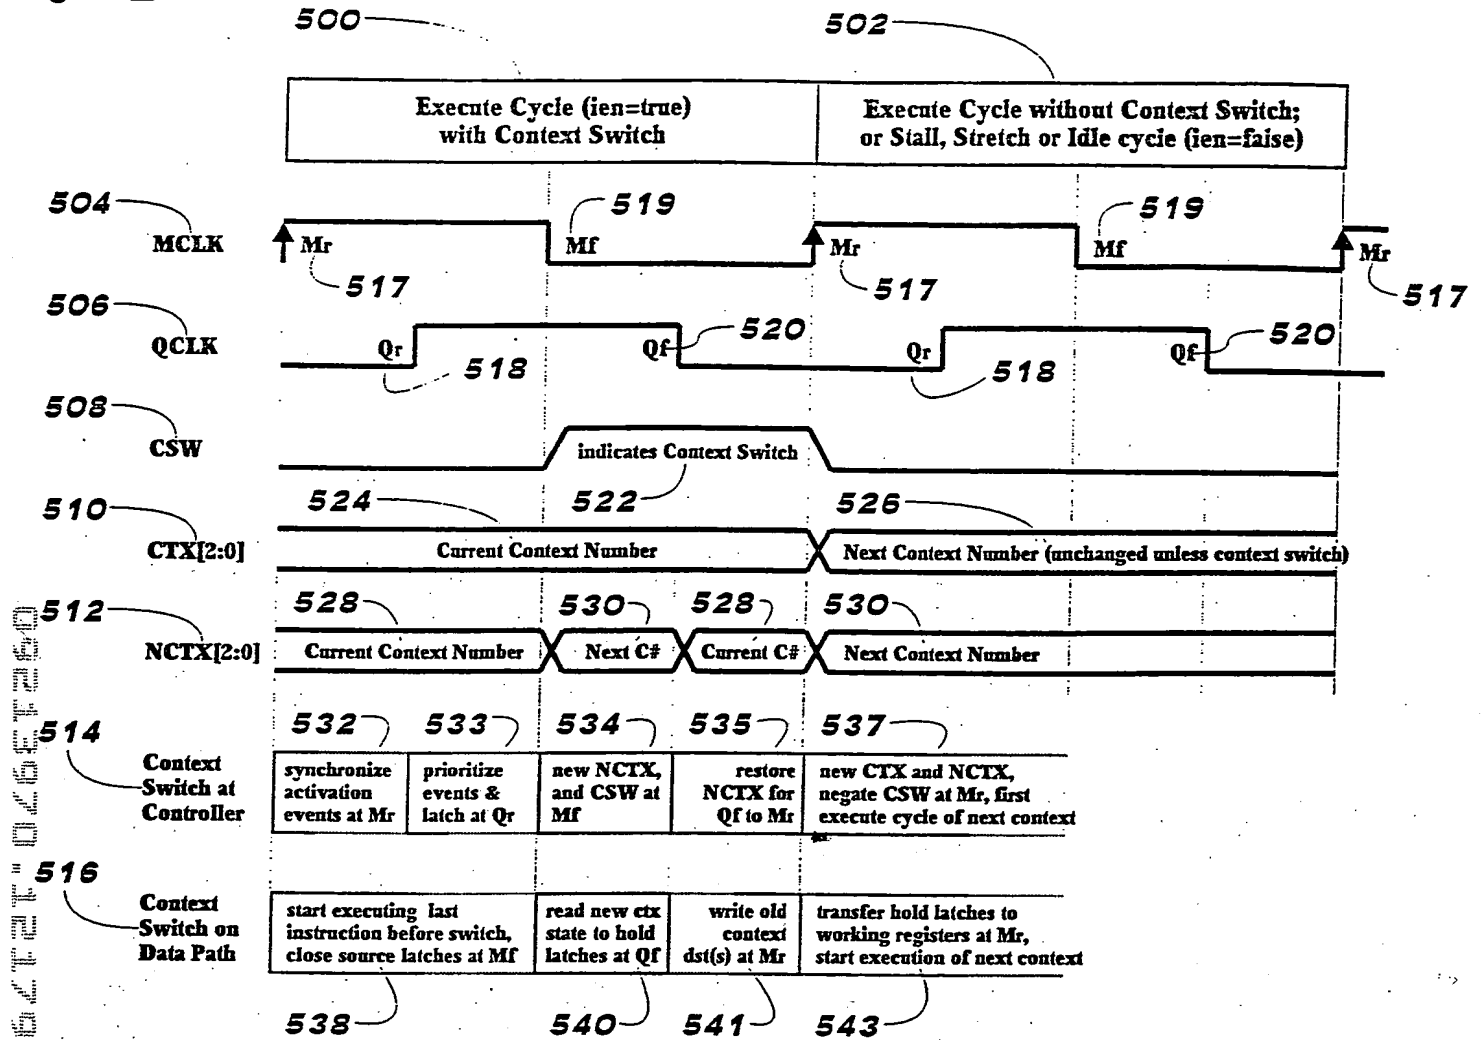 500
502
Execute Cycle (ien=true)
with Context Switch
Execute Cycle without Context Switch;
or Stall, Stretch or Idle cycle (ien=false)
504
MCLK
Mr
517
Mf
519
Mr
517
Mf
519
Mr
517
506
QCLK
Qr
518
Qf
520
Qr
518
Qf
520
508
CSW
indicates Context Switch
522
510
CTX[2:0]
524
Current Context Number
526
Next Context Number (unchanged unless context switch)
512
NCTX[2:0]
528
Current Context Number
530
Next C#
528
Current C#
530
Next Context Number
514
Context
Switch at
Controller
532
synchronize
activation
events at Mr
533
prioritize
events &
latch at Qr
534
new NCTX,
and CSW at
Mf
535
restore
NCTX for
Qf to Mr
537
new CTX and NCTX,
negate CSW at Mr, first
execute cycle of next context
516
Context
Switch on
Data Path
start executing last
instruction before switch,
close source latches at Mf
538
read new ctx
state to hold
latches at Qf
540
write old
context
dst(s) at Mr
541
transfer hold latches to
working registers at Mr,
start execution of next context
543